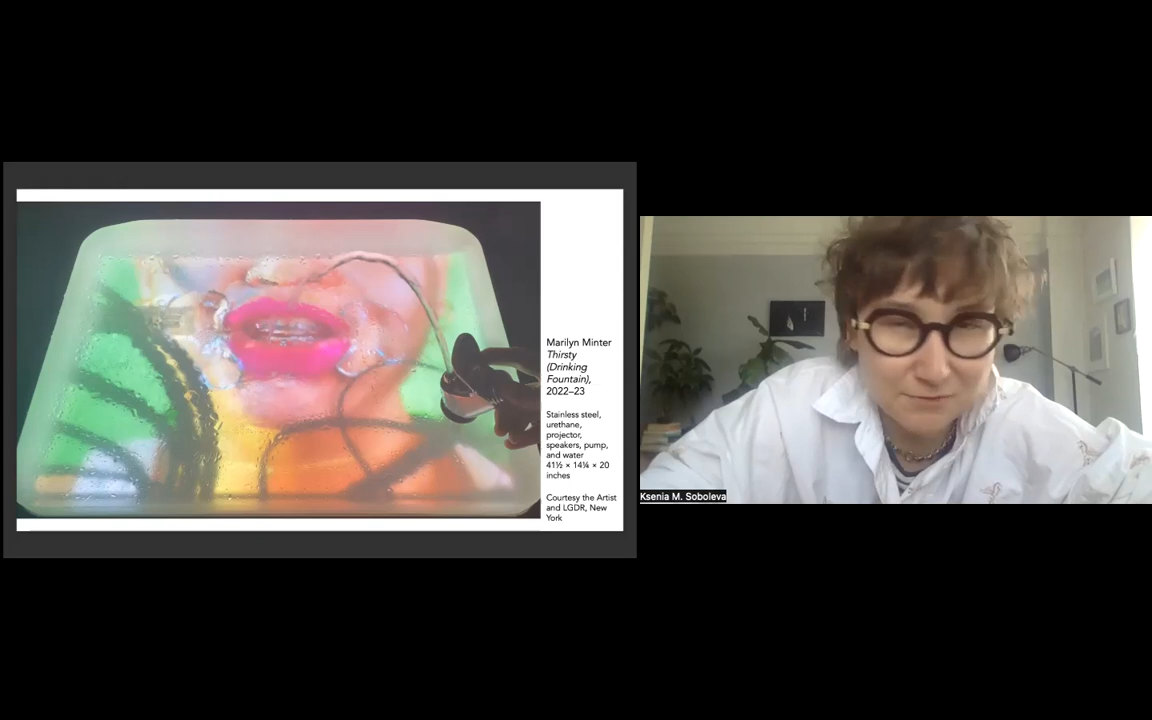 Marilyn Minter
Thirsty
(Drinking
Fountain),
2022–23
Stainless steel,
urethane,
projector,
speakers, pump,
and water
41½ × 14¼ × 20
inches
Courtesy the Artist
and LGDR, New
York
Ksenia M. Soboleva